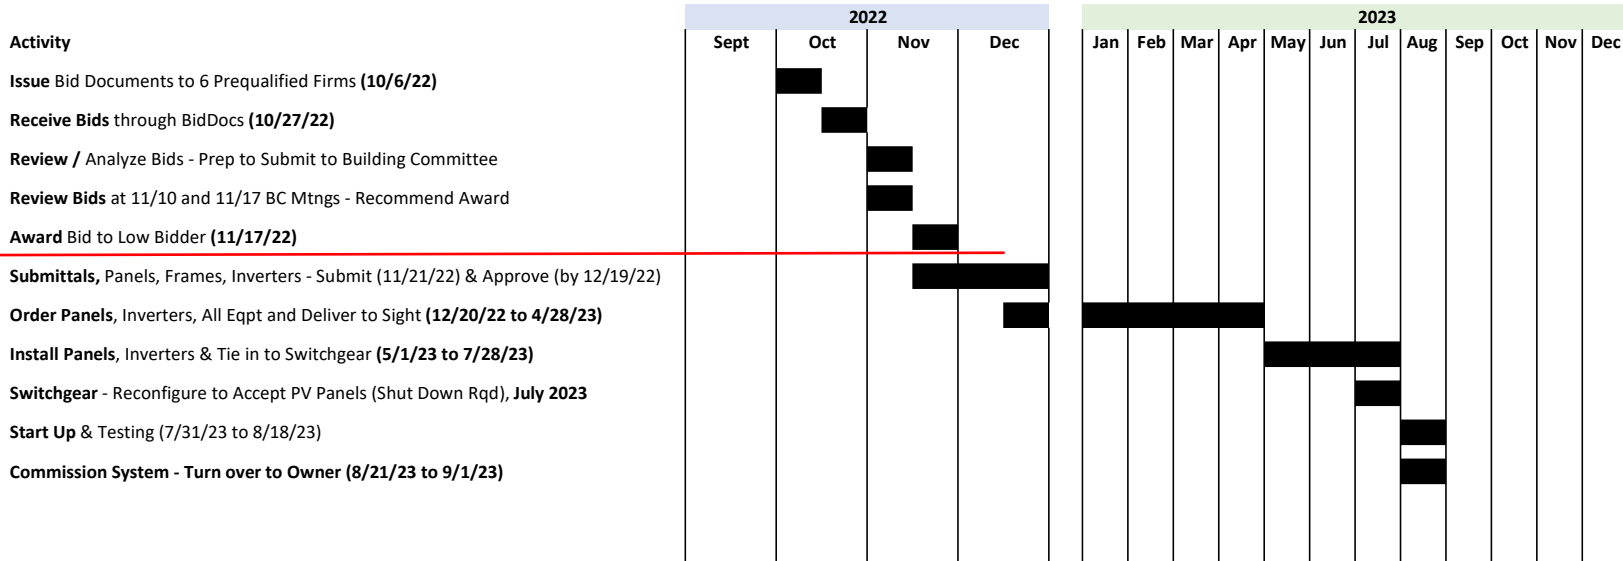 2022 2023
Activity Sept Oct Nov Dec Jan Feb Mar Apr May Jun Jul Aug Sep Oct Nov Dec
Issue Bid Documents to 6 Prequalified Firms (10/6/22)
Receive Bids through BidDocs (10/27/22)
Review / Analyze Bids - Prep to Submit to Building Committee
Review Bids at 11/10 and 11/17 BC Mtngs - Recommend Award
Award Bid to Low Bidder (11/17/22)
Submittals, Panels, Frames, Inverters - Submit (11/21/22) & Approve (by 12/19/22)
Order Panels, Inverters, All Eqpt and Deliver to Sight (12/20/22 to 4/28/23)
Install Panels, Inverters & Tie in to Switchgear (5/1/23 to 7/28/23)
Switchgear - Reconfigure to Accept PV Panels (Shut Down Rqd), July 2023
Start Up & Testing (7/31/23 to 8/18/23)
Commission System - Turn over to Owner (8/21/23 to 9/1/23)